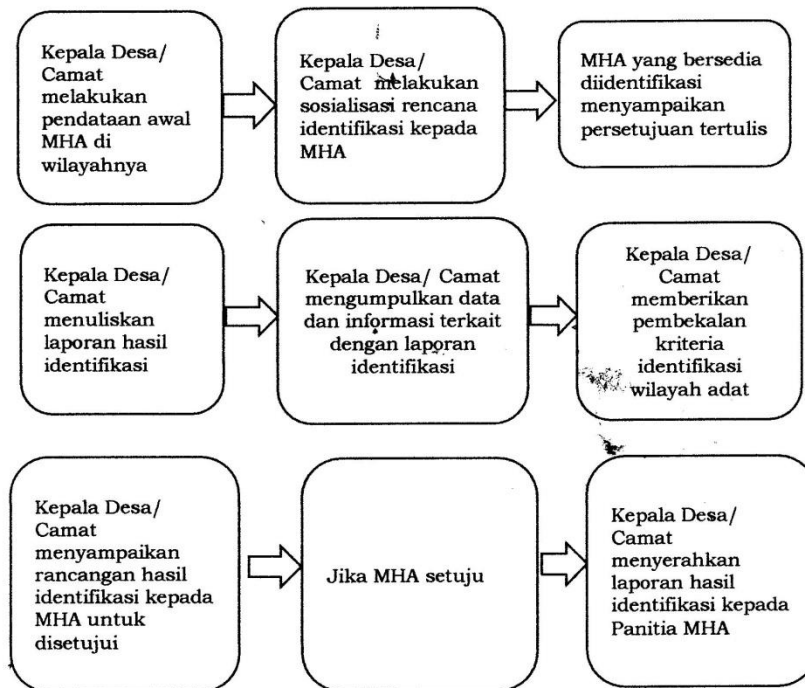 Kepala Desa/
Camat
melakukan
pendataan awal
MHA di
wilayahnya
Kepala Desa/
Camat melakukan
sosialisasi rencana
identifikasi kepada
MHA
MHA yang bersedia
diidentifikasi
menyampaikan
persetujuan tertulis
Kepala Desa/
Camat
menuliskan
laporan hasil
identifikasi
Kepala Desa/ Camat
mengumpulkan data
dan informasi terkait
dengan laporan
identifikasi
Kepala Desa/
Camat
memberikan
pembekalan
kriteria
identifikasi
wilayah adat
Kepala Desa/
Camat
menyampaikan
rancangan hasil
identifikasi kepada
MHA untuk
disetujui
Jika MHA setuju
Kepala Desa/
Camat
menyerahkan
laporan hasil
identifikasi kepada
Panitia MHA